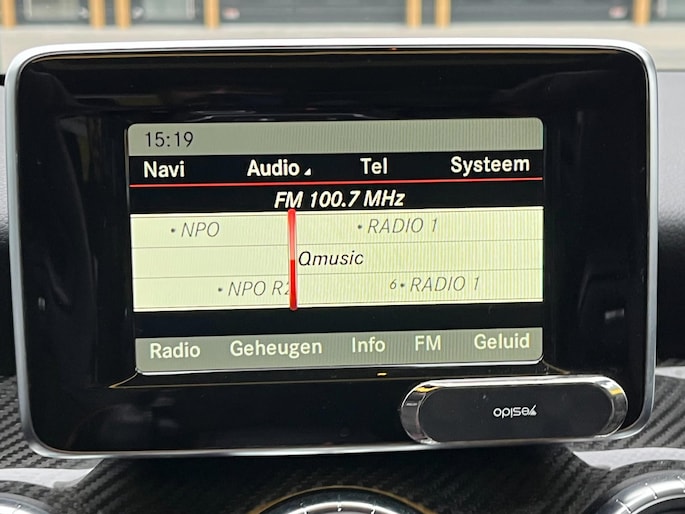 15:19
Navi Audio Tel Systeem
FM 100.7 MHz
• NPO • RADIO 1
Qmusic
• NPO R2 6• RADIO 1
Radio Geheugen Info FM Geluid
Yesido